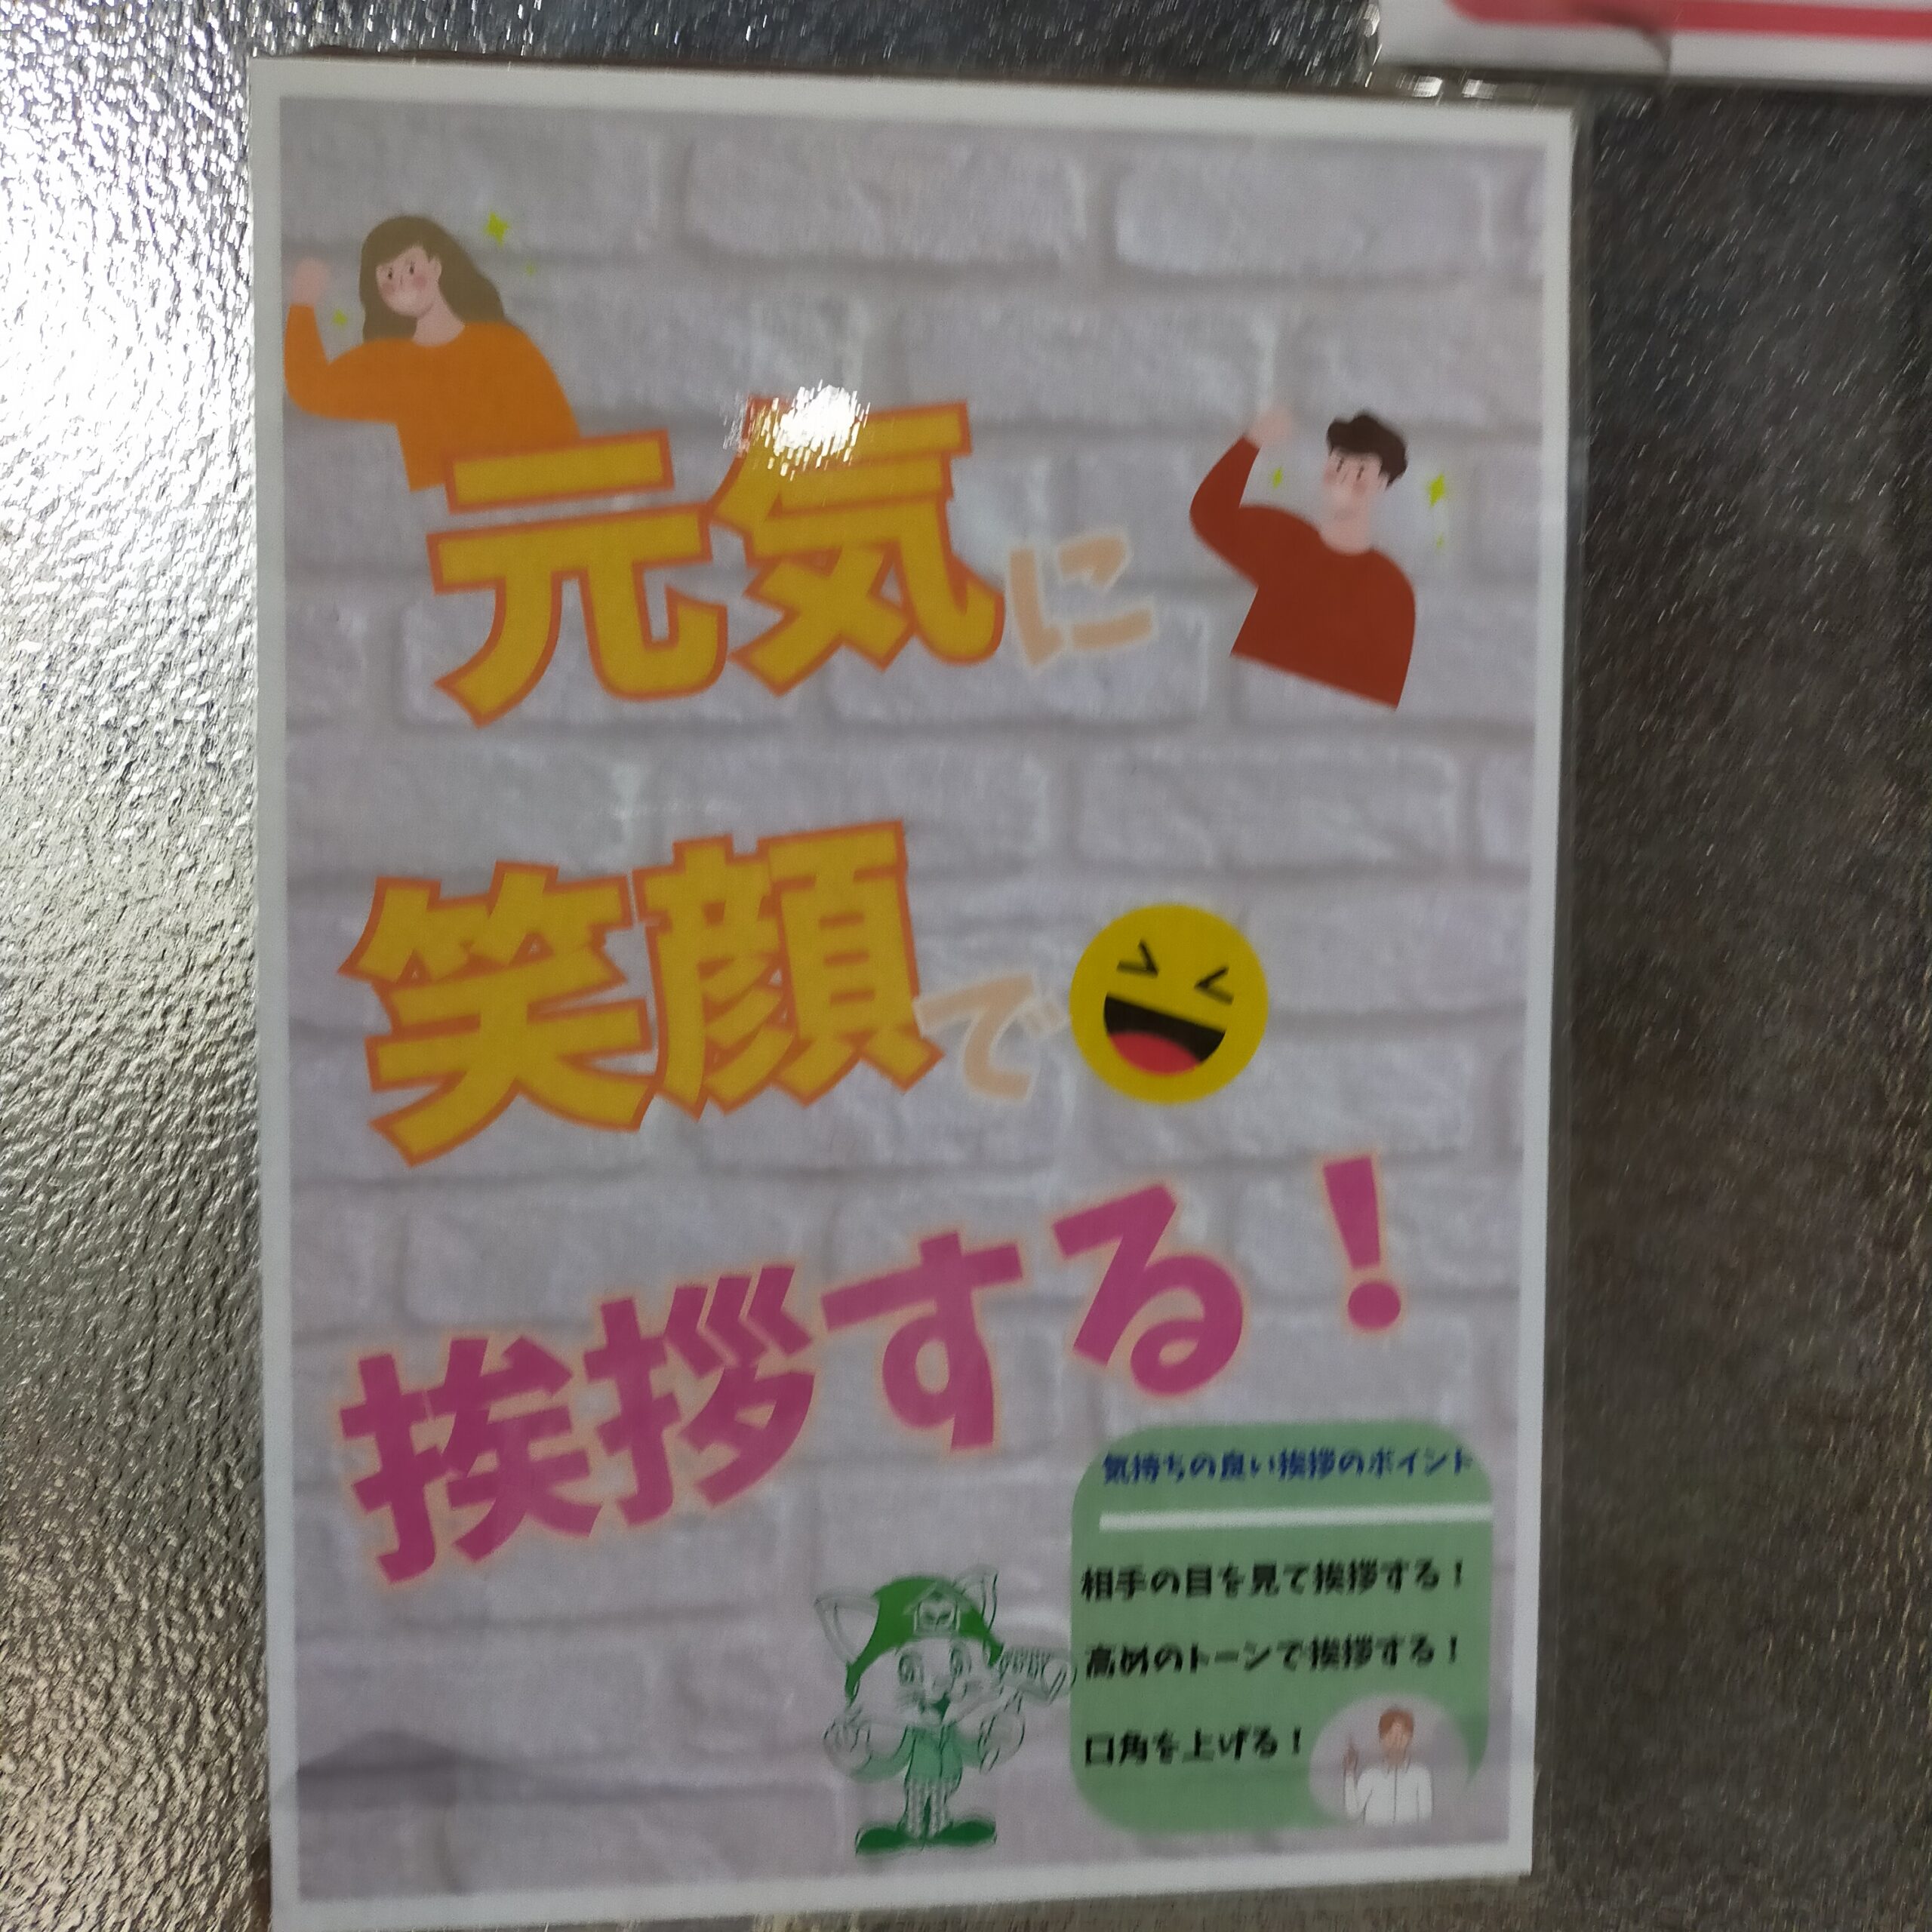 元気に
笑顔で
挨拶する！
気持ちの良い挨拶のポイント
相手の目を見て挨拶する！
高めのトーンで挨拶する！
口角を上げる！